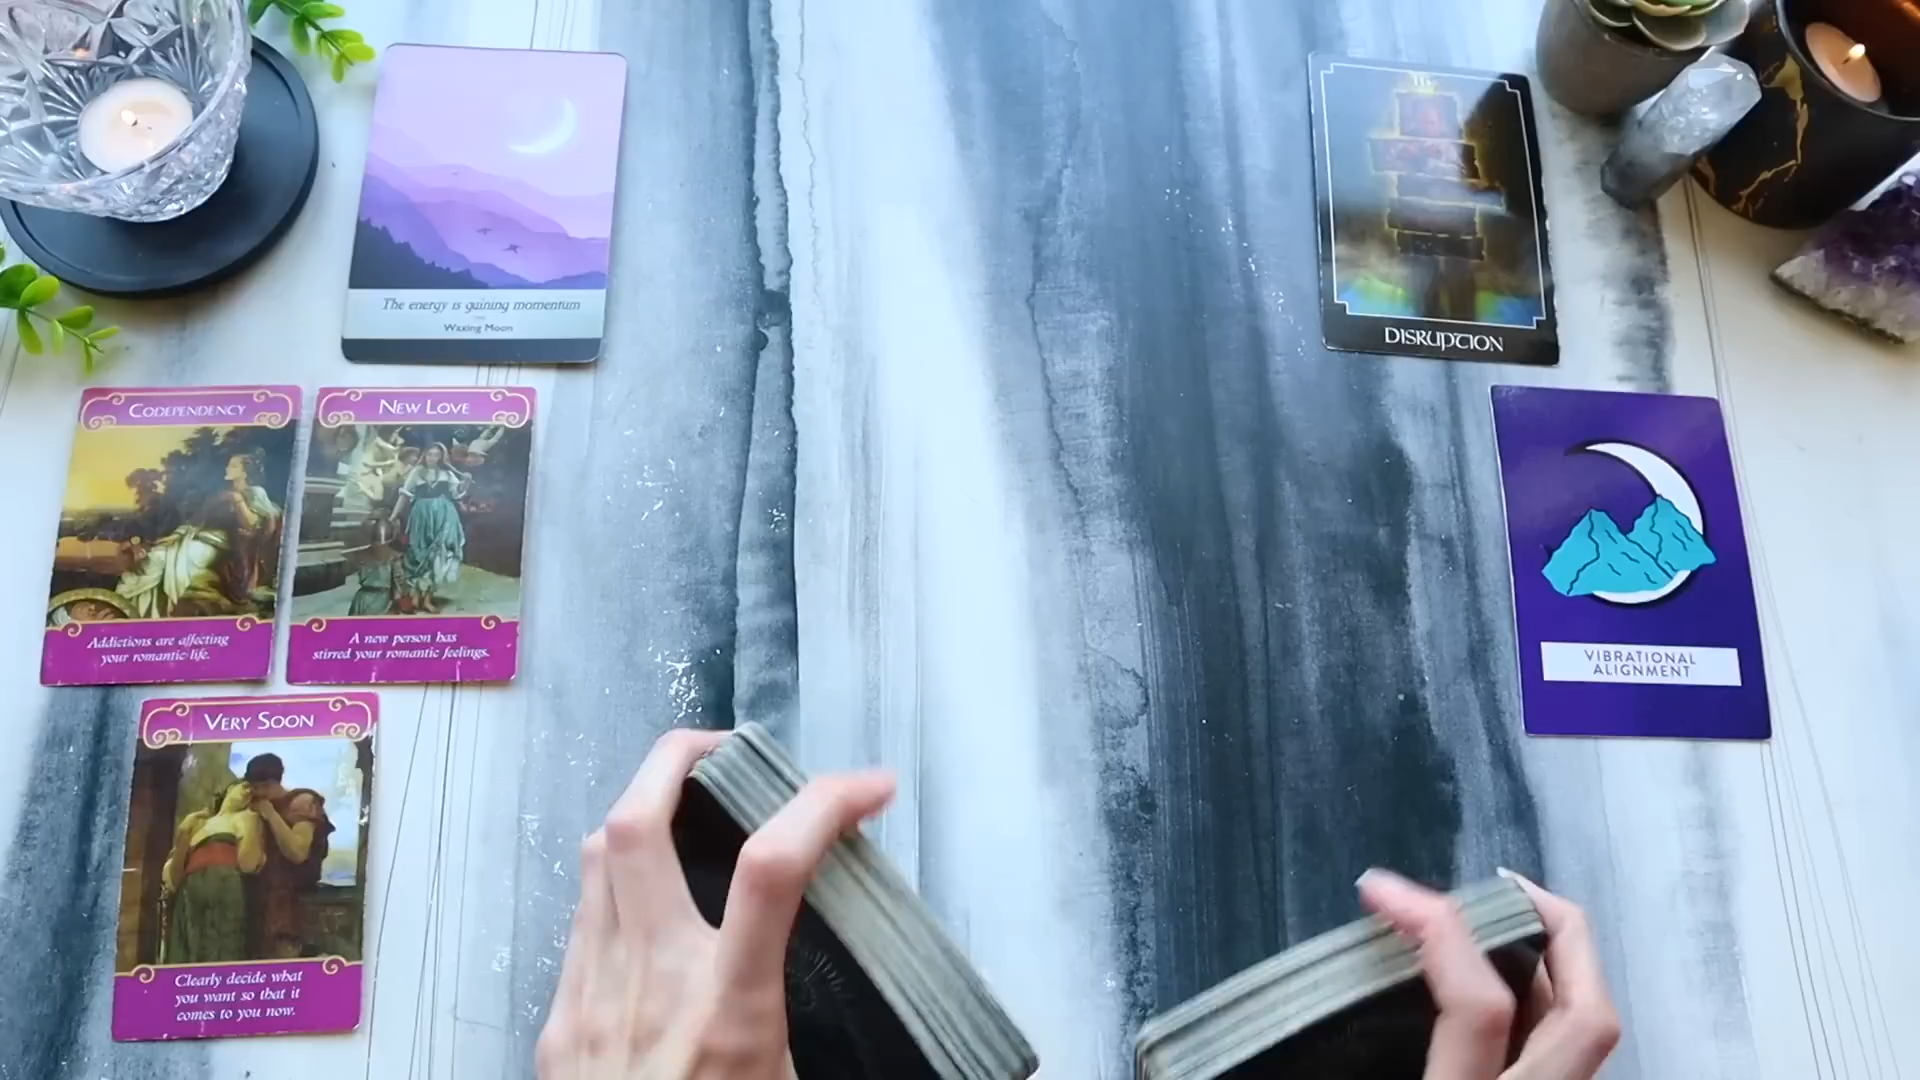 The energy is gaining momentum
Waxing Moon
16
DISRUPTION
CODEPENDENCY
Addictions are affecting
your romantic life.
NEW LOVE
A new person has
stirred your romantic feelings.
VIBRATIONAL
ALIGNMENT
VERY SOON
Clearly decide what
you want so that it
comes to you now.